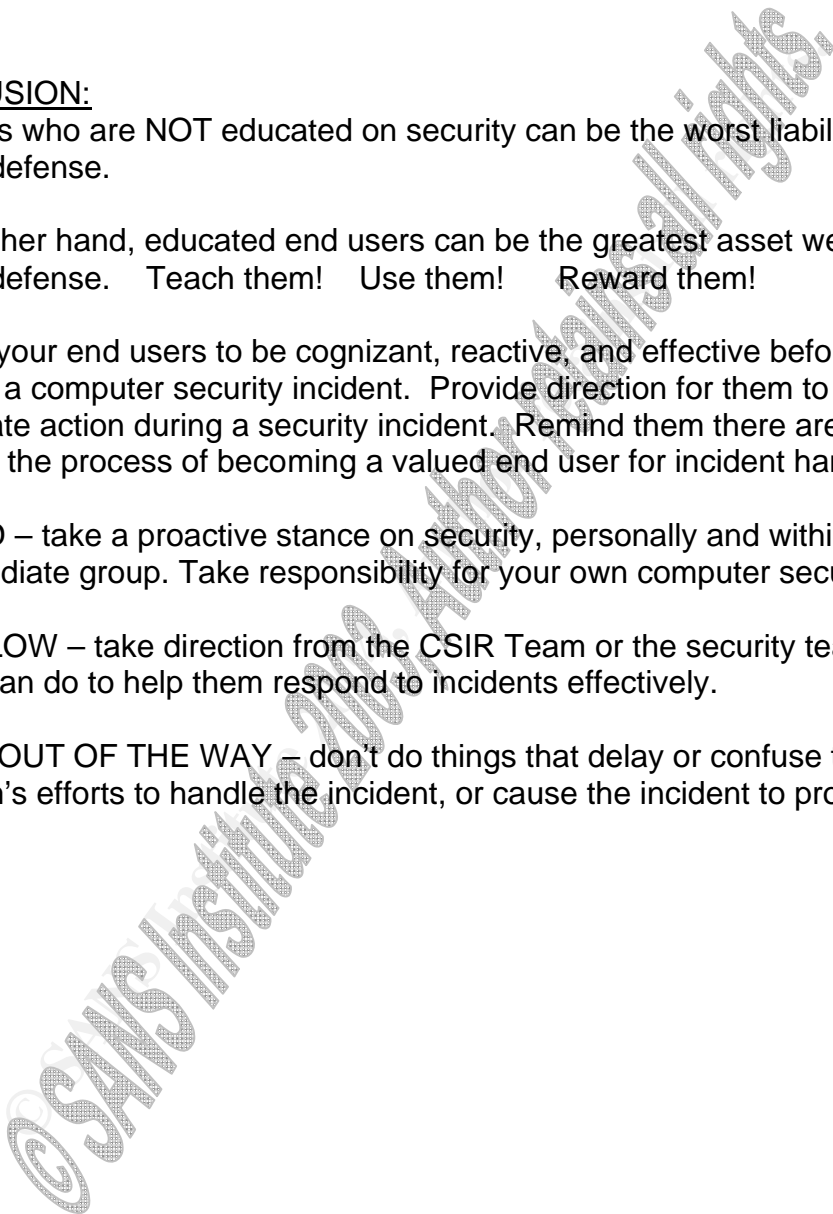 USION:
s who are NOT educated on security can be the worst liabil
defense.
her hand, educated end users can be the greatest asset we
defense. Teach them! Use them! Reward them!
your end users to be cognizant, reactive, and effective befo
a computer security incident. Provide direction for them to
ate action during a security incident. Remind them there are
the process of becoming a valued end user for incident har
D – take a proactive stance on security, personally and withi
diate group. Take responsibility for your own computer secu
LOW – take direction from the CSIR Team or the security tea
an do to help them respond to incidents effectively.
OUT OF THE WAY – don't do things that delay or confuse t
n's efforts to handle the incident, or cause the incident to pro
© SANS Institute 2003, Author retains all rights.